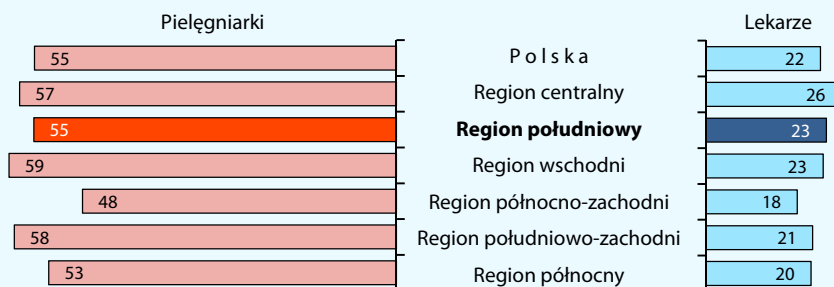 Pielęgniarki Lekarze
55 P o l s k a 22
57 Region centralny 26
55 Region południowy 23
59 Region wschodni 23
48 Region północno-zachodni 18
58 Region południowo-zachodni 21
53 Region północny 20